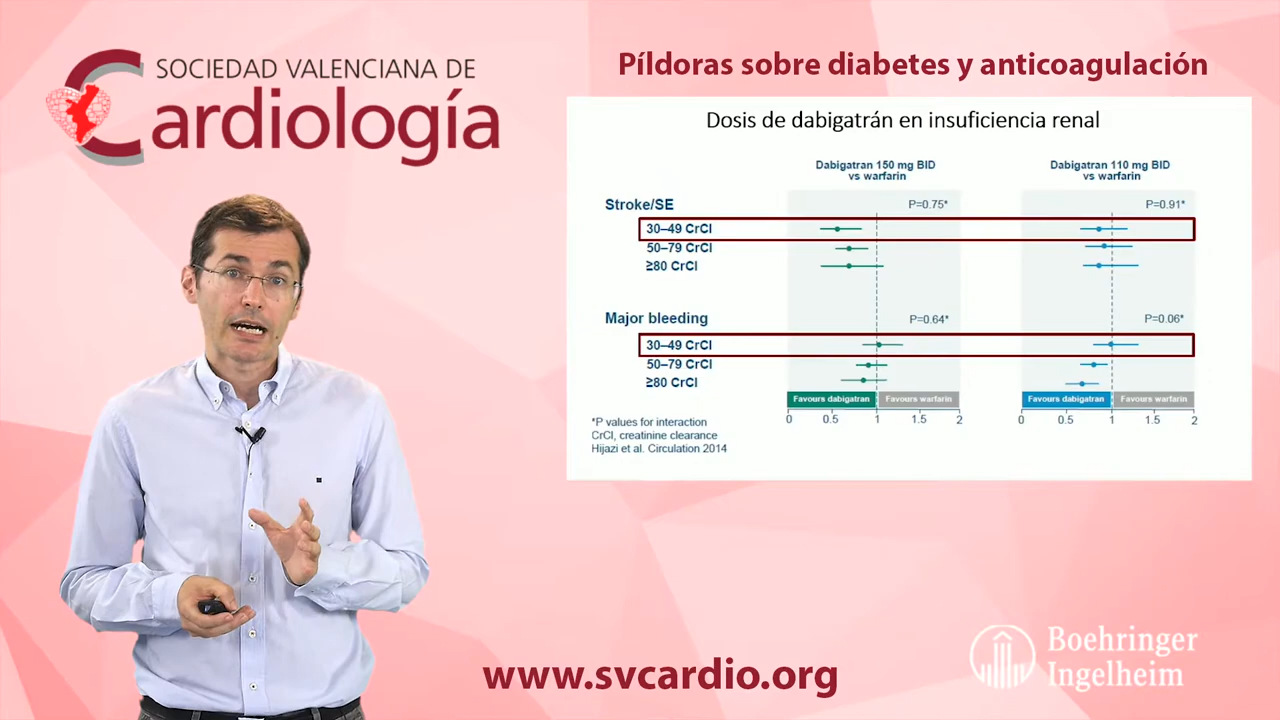 SOCIEDAD VALENCIANA DE
Cardiología
Píldoras sobre diabetes y anticoagulación
Dosis de dabigatrán en insuficiencia renal
Dabigatran 150 mg BID
vs warfarin
Dabigatran 110 mg BID
vs warfarin
Stroke/SE
P=0.75*
P=0.91*
30–49 CrCl
50–79 CrCl
≥80 CrCl
Major bleeding
P=0.64*
P=0.06*
30–49 CrCl
50–79 CrCl
≥80 CrCl
Favours dabigatran
Favours warfarin
Favours dabigatran
Favours warfarin
0 0.5 1 1.5 2
0 0.5 1 1.5 2
*P values for interaction
CrCl, creatinine clearance
Hijazi et al. Circulation 2014
www.svcardio.org
Boehringer
Ingelheim